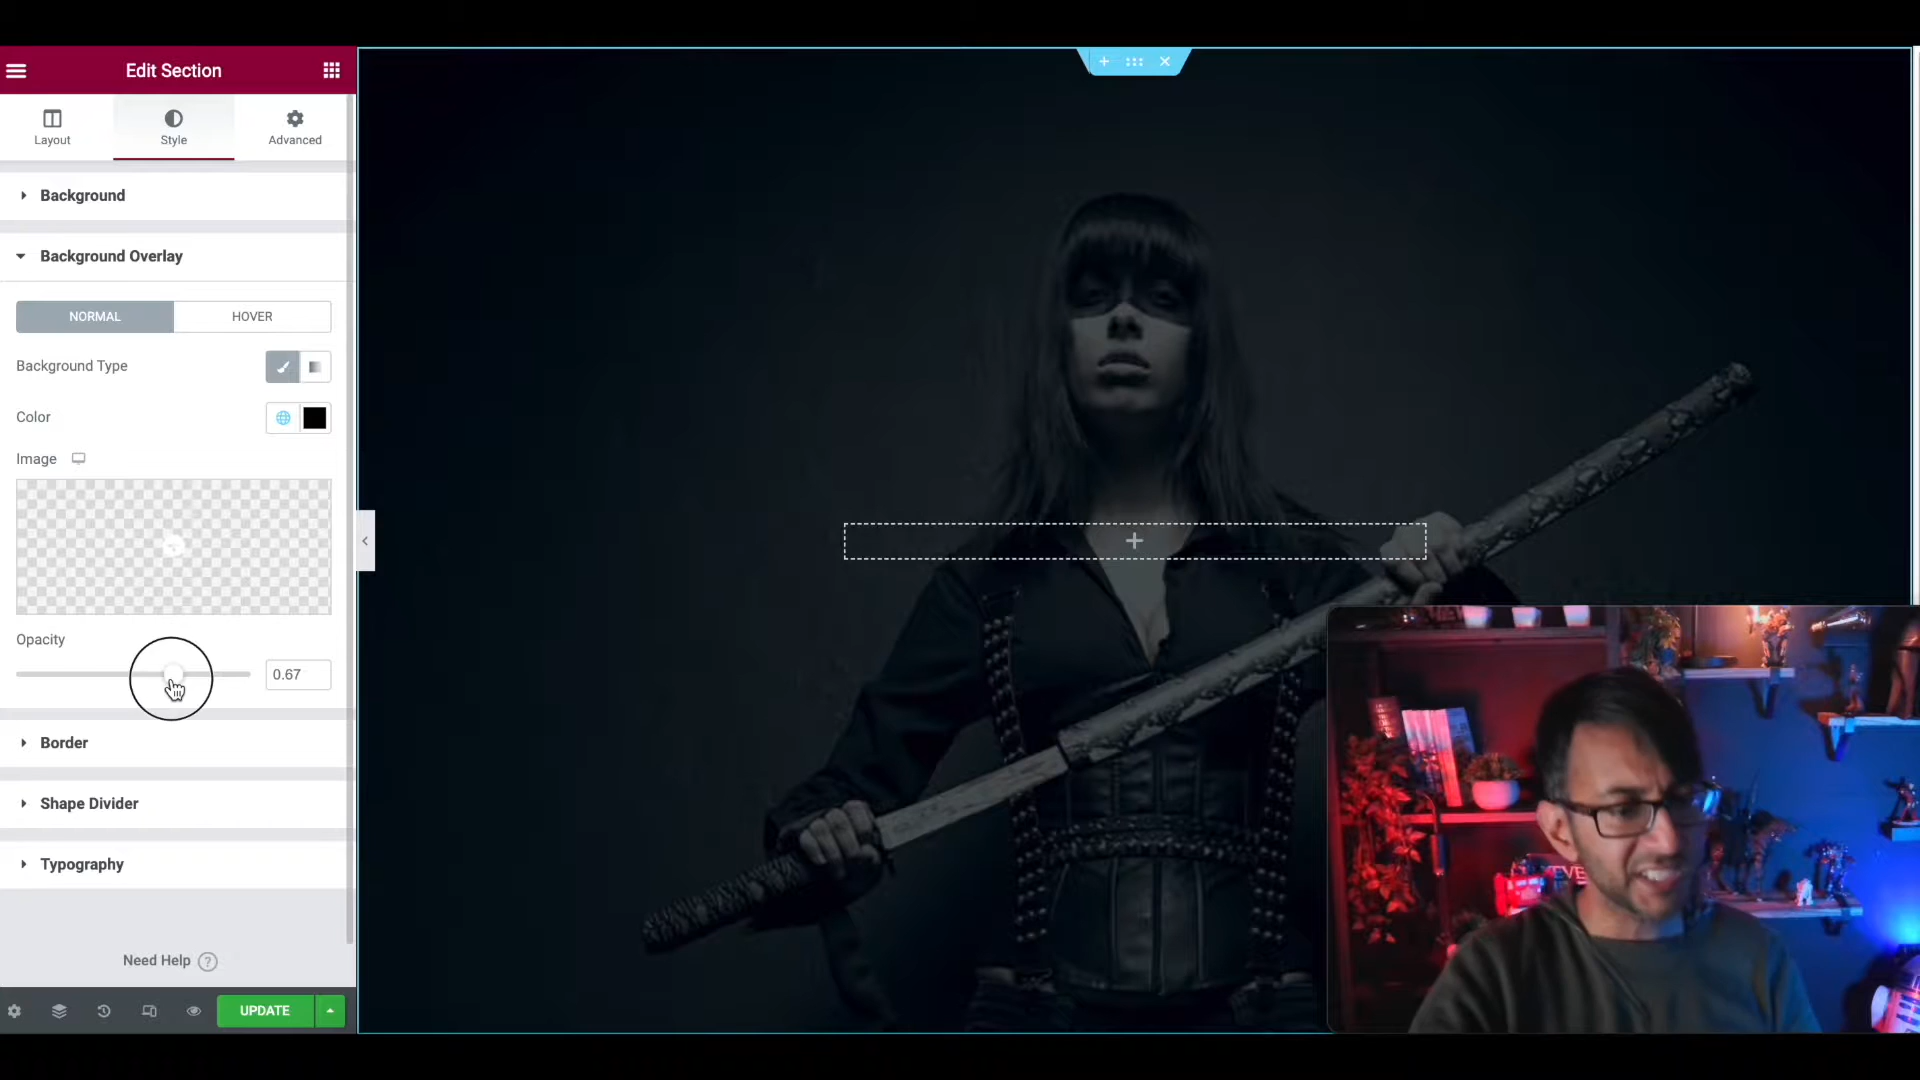 Edit Section
Layout
Style
Advanced
Background
Background Overlay
NORMAL
HOVER
Background Type
Color
Image
Opacity
0.67
Border
Shape Divider
Typography
Need Help ?
UPDATE